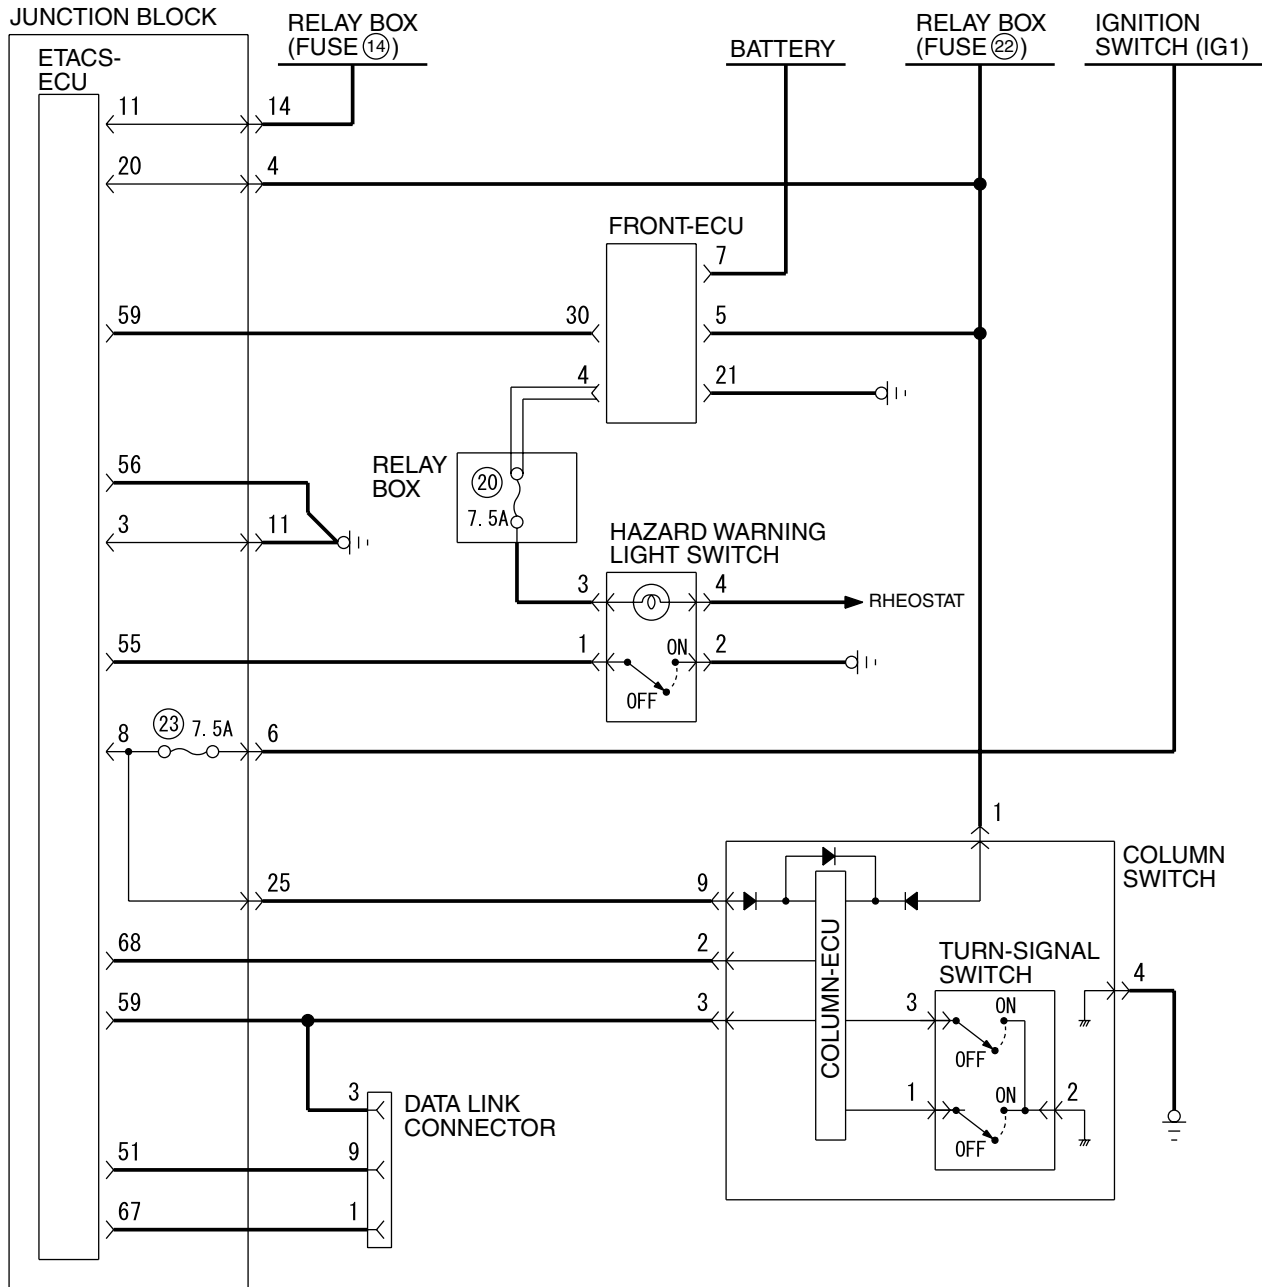 JUNCTION BLOCK
RELAY BOX
(FUSE ⑭)
BATTERY
RELAY BOX
(FUSE ㉒)
IGNITION
SWITCH (IG1)
ETACS-
ECU
11
14
20
4
FRONT-ECU
7
59
30
5
4
21
RELAY
BOX
⑳
7.5A
56
3
11
HAZARD WARNING
LIGHT SWITCH
3
4
RHEOSTAT
55
1
ON
2
OFF
8
㉓
7.5A
6
1
COLUMN
SWITCH
25
9
68
2
COLUMN-ECU
TURN-SIGNAL
SWITCH
4
59
3
3
ON
OFF
1
ON
2
OFF
3
DATA LINK
CONNECTOR
51
9
67
1